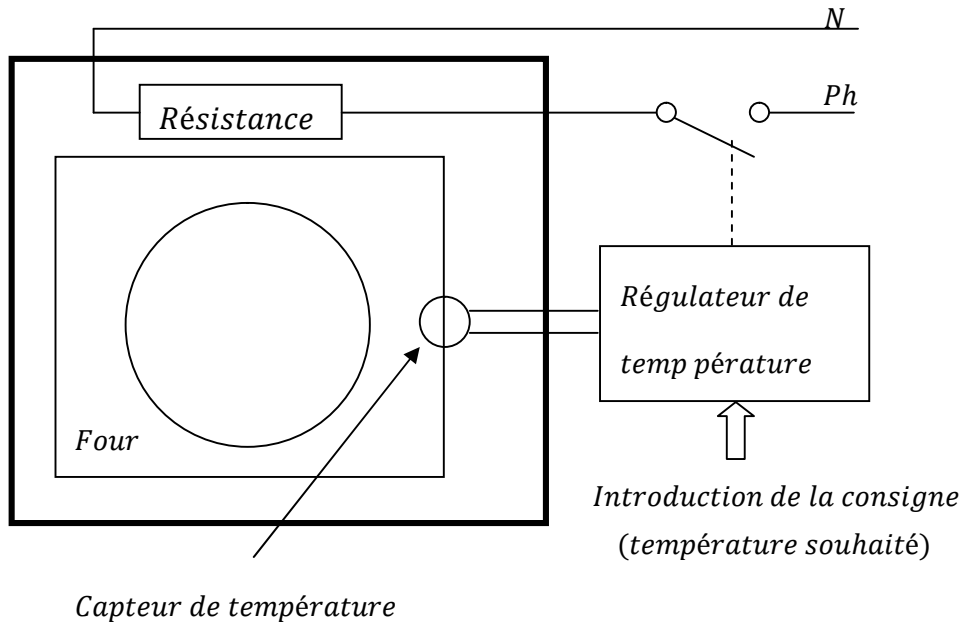 N
Ph
Résistance
Régulateur de
temp pérature
Four
Introduction de la consigne
(température souhaité)
Capteur de température